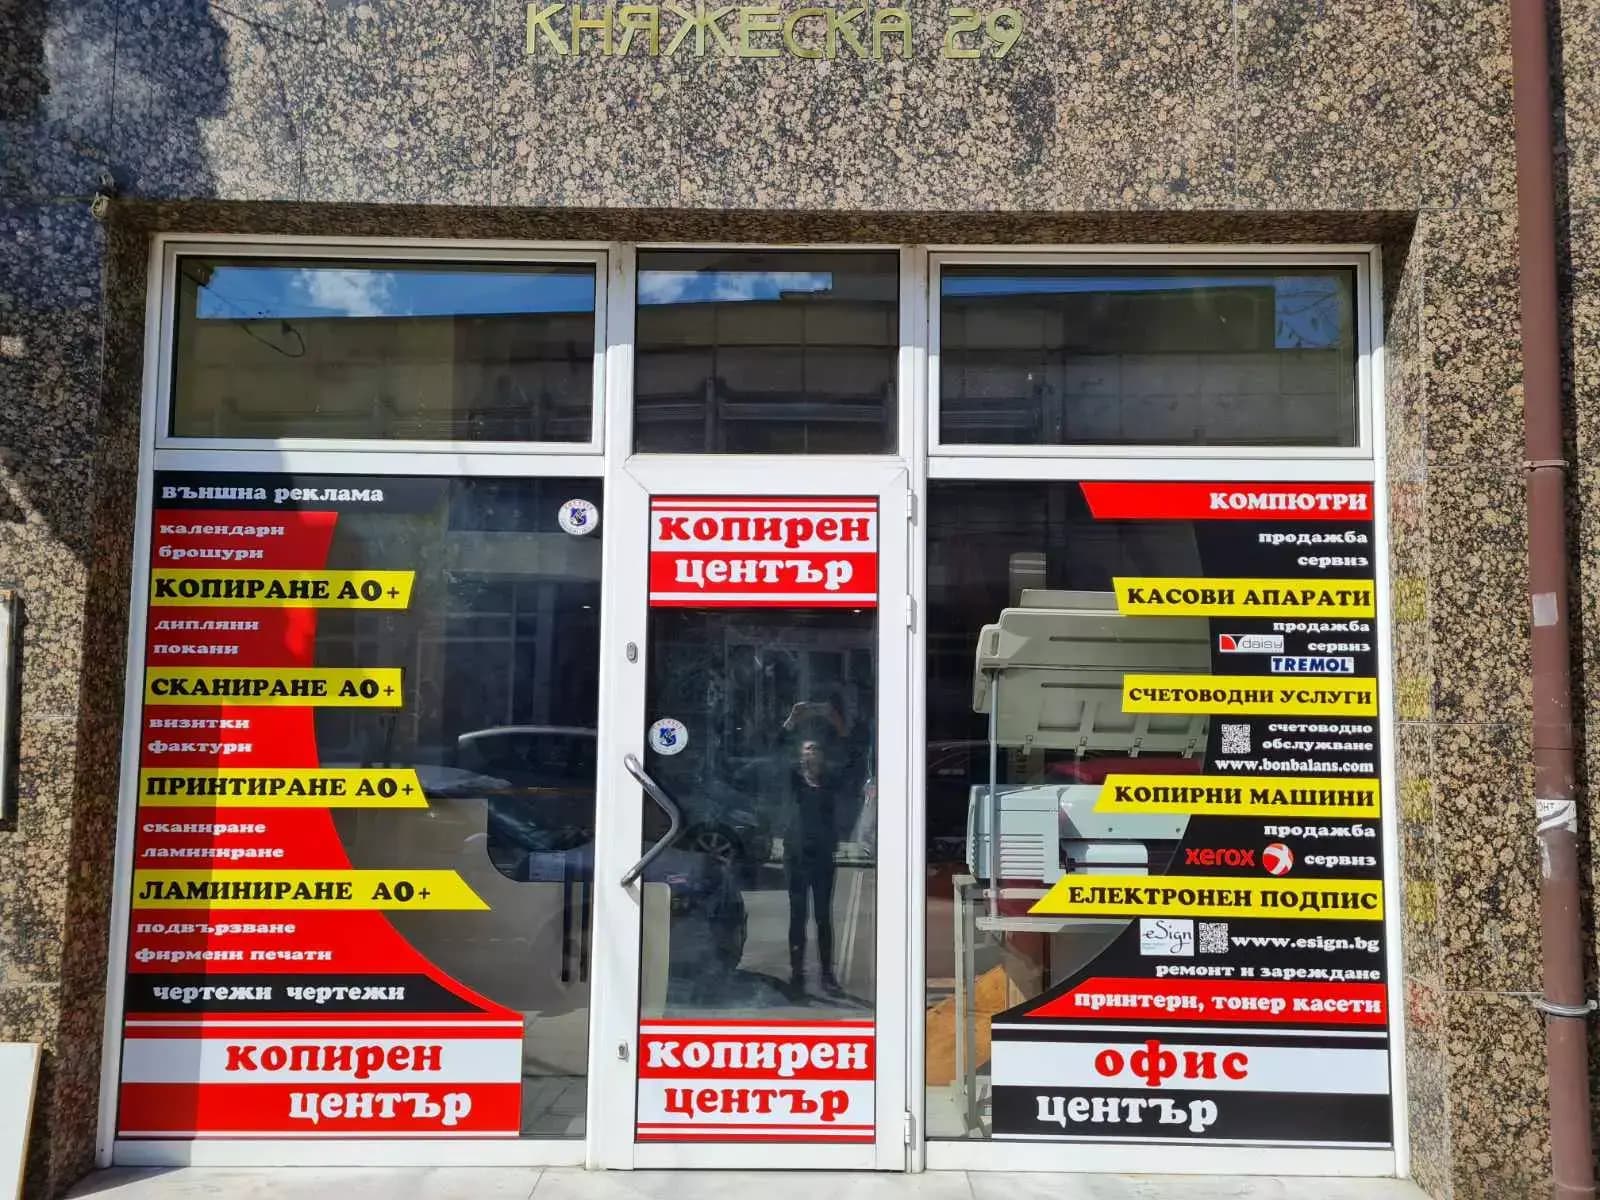 КНЯЖЕСКА 29
външна реклама
календари
брошури
КОПИРАНЕ А0+
дипляни
покани
СКАНИРАНЕ А0+
визитки
фактури
ПРИНТИРАНЕ А0+
сканиране
ламиниране
ЛАМИНИРАНЕ А0+
подвързване
фирмени печати
чертежи чертежи
копирен
център
копирен
център
копирен
център
КОМПЮТРИ
продажба
сервиз
КАСОВИ АПАРАТИ
продажба
daisy сервиз
TREMOL
СЧЕТОВОДНИ УСЛУГИ
счетоводно
обслужване
www.bonbalans.com
КОПИРНИ МАШИНИ
продажба
xerox сервиз
ЕЛЕКТРОНЕН ПОДПИС
eSign www.esign.bg
ремонт и зареждане
принтери, тонер касети
офис
център